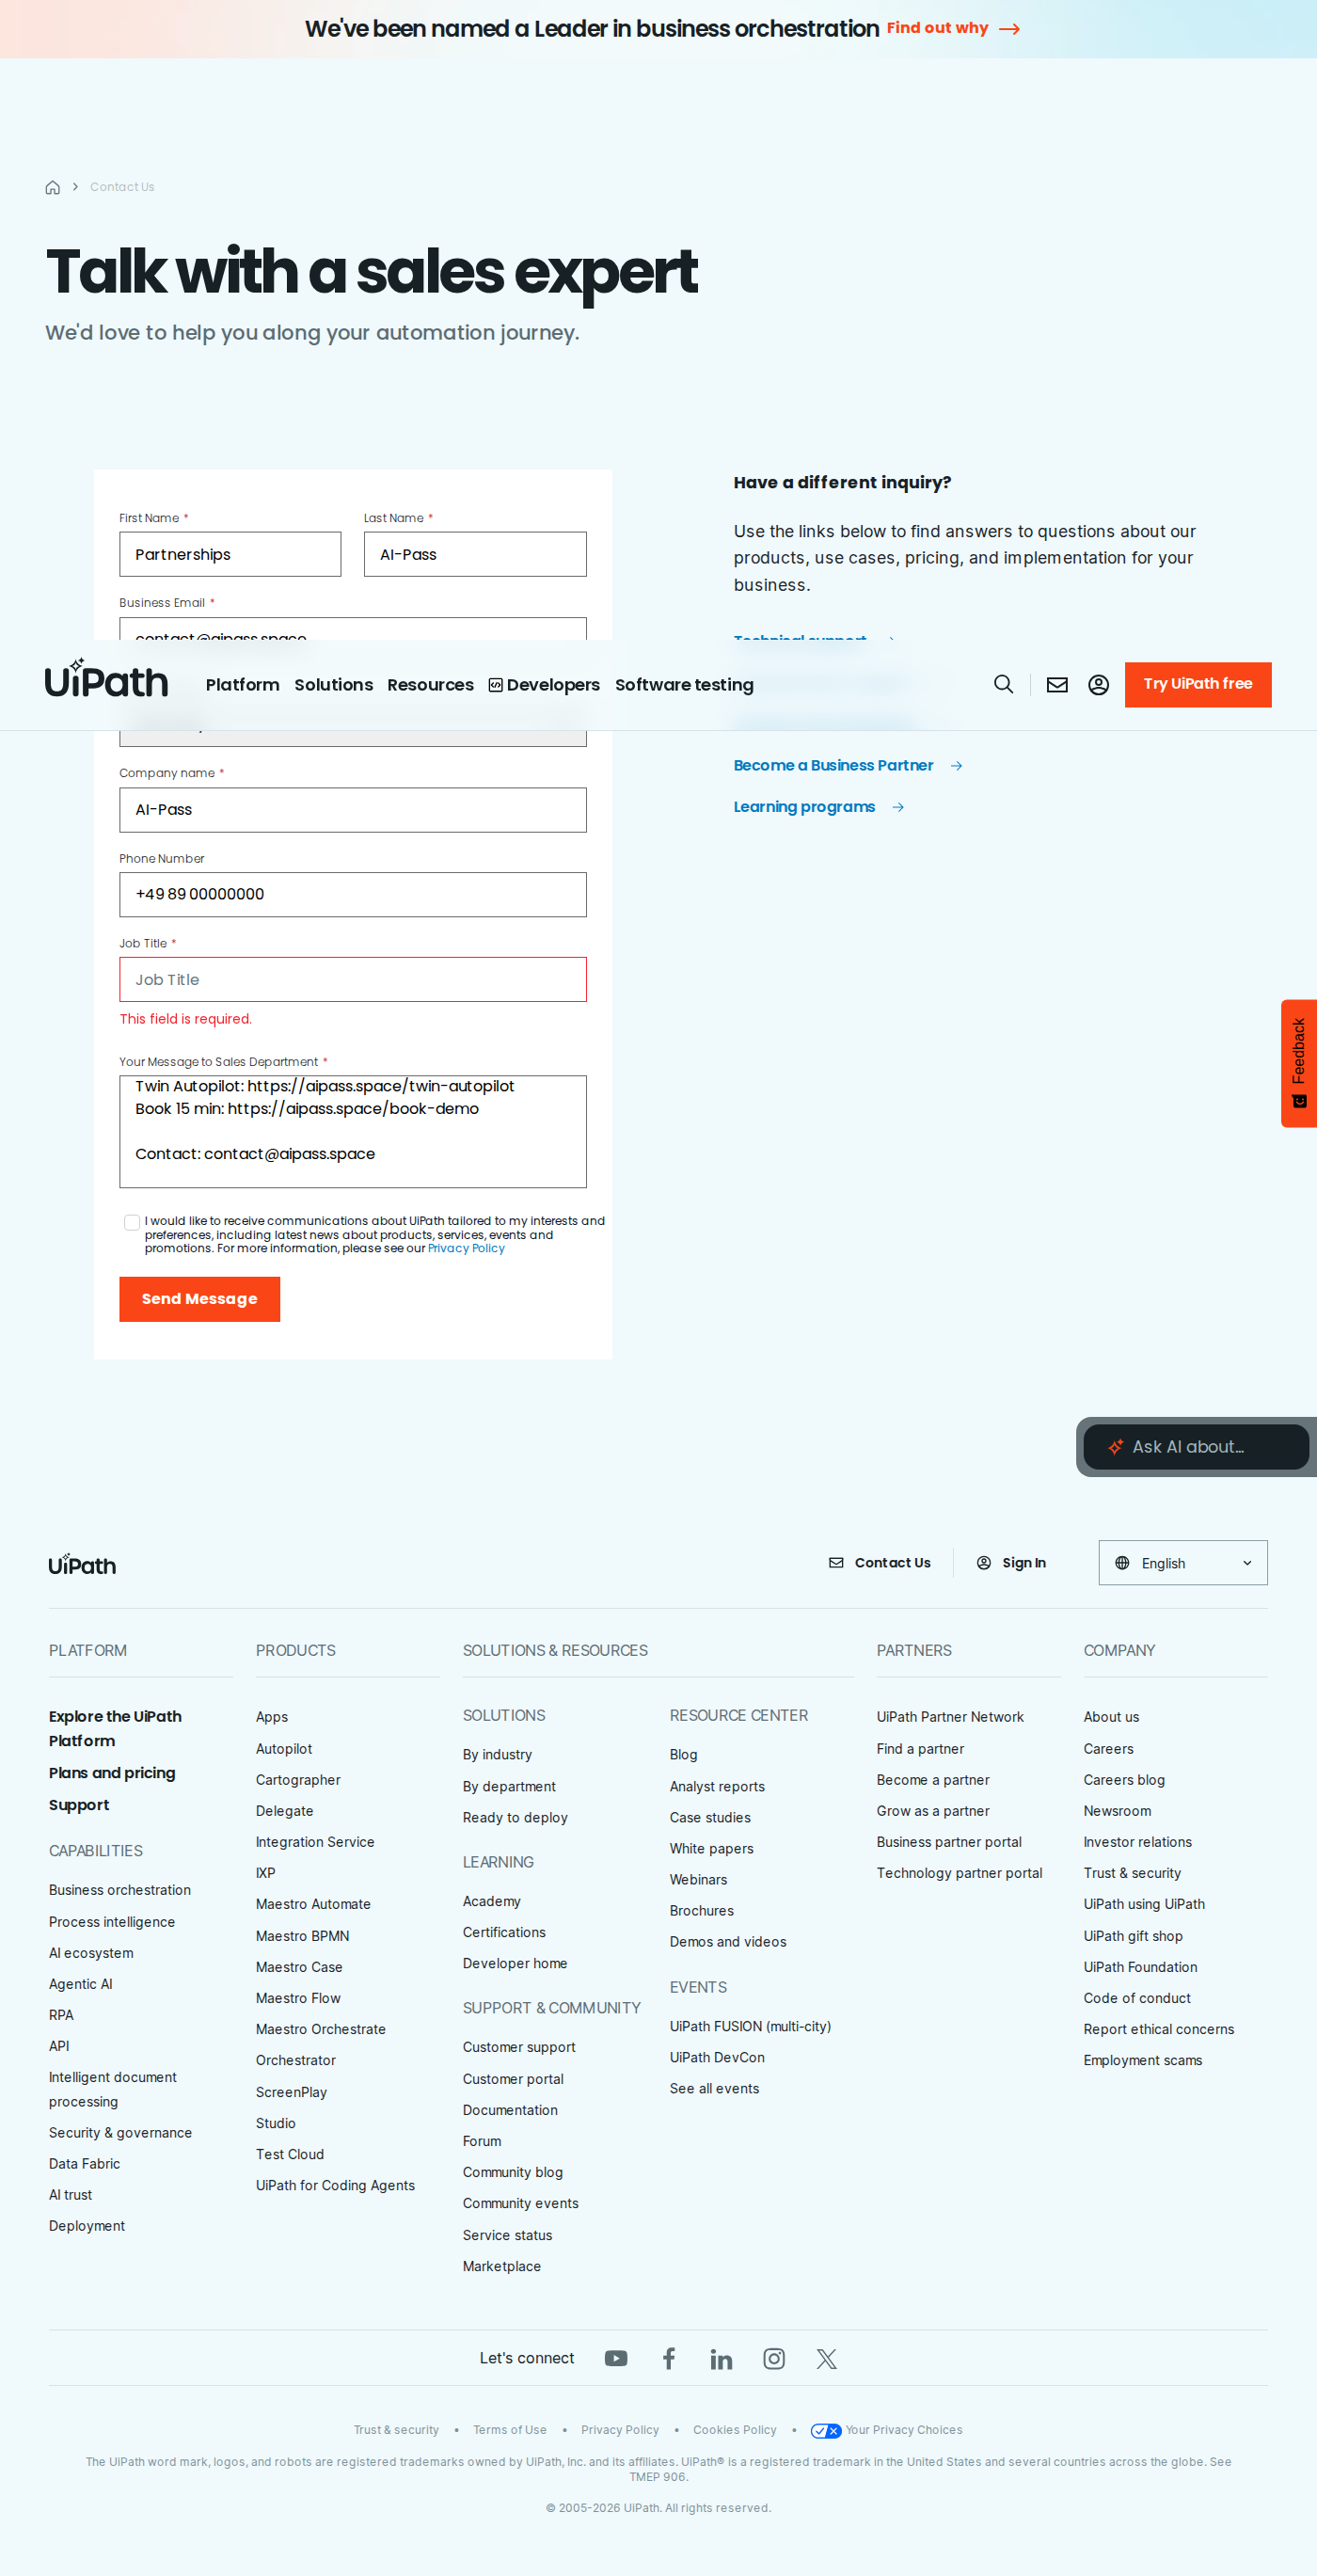 We've been named a Leader in business orchestration Find out why
Contact Us
Talk with a sales expert
We'd love to help you along your automation journey.
First Name *
Last Name *
Partnerships
AI-Pass
Business Email *
contact@aipass.space
Have a different inquiry?
Use the links below to find answers to questions about our
products, use cases, pricing, and implementation for your
business.
Technical support
UiPath
Platform
Solutions
Resources
Developers
Software testing
Try UiPath free
Company name *
AI-Pass
Phone Number
+49 89 00000000
Job Title *
Job Title
This field is required.
Your Message to Sales Department *
Twin Autopilot: https://aipass.space/twin-autopilot
Book 15 min: https://aipass.space/book-demo
Contact: contact@aipass.space
I would like to receive communications about UiPath tailored to my interests and
preferences, including latest news about products, services, events and
promotions. For more information, please see our Privacy Policy
Send Message
Become a Business Partner
Learning programs
Feedback
Ask AI about...
UiPath
Contact Us
Sign In
English
PLATFORM
Explore the UiPath
Platform
Plans and pricing
Support
CAPABILITIES
Business orchestration
Process intelligence
AI ecosystem
Agentic AI
RPA
API
Intelligent document
processing
Security & governance
Data Fabric
AI trust
Deployment
PRODUCTS
Apps
Autopilot
Cartographer
Delegate
Integration Service
IXP
Maestro Automate
Maestro BPMN
Maestro Case
Maestro Flow
Maestro Orchestrate
Orchestrator
ScreenPlay
Studio
Test Cloud
UiPath for Coding Agents
SOLUTIONS & RESOURCES
SOLUTIONS
By industry
By department
Ready to deploy
LEARNING
Academy
Certifications
Developer home
SUPPORT & COMMUNITY
Customer support
Customer portal
Documentation
Forum
Community blog
Community events
Service status
Marketplace
RESOURCE CENTER
Blog
Analyst reports
Case studies
White papers
Webinars
Brochures
Demos and videos
EVENTS
UiPath FUSION (multi-city)
UiPath DevCon
See all events
PARTNERS
UiPath Partner Network
Find a partner
Become a partner
Grow as a partner
Business partner portal
Technology partner portal
COMPANY
About us
Careers
Careers blog
Newsroom
Investor relations
Trust & security
UiPath using UiPath
UiPath gift shop
UiPath Foundation
Code of conduct
Report ethical concerns
Employment scams
Let's connect
Trust & security • Terms of Use • Privacy Policy • Cookies Policy • Your Privacy Choices
The UiPath word mark, logos, and robots are registered trademarks owned by UiPath, Inc. and its affiliates. UiPath® is a registered trademark in the United States and several countries across the globe. See
TMEP 906.
© 2005-2026 UiPath. All rights reserved.